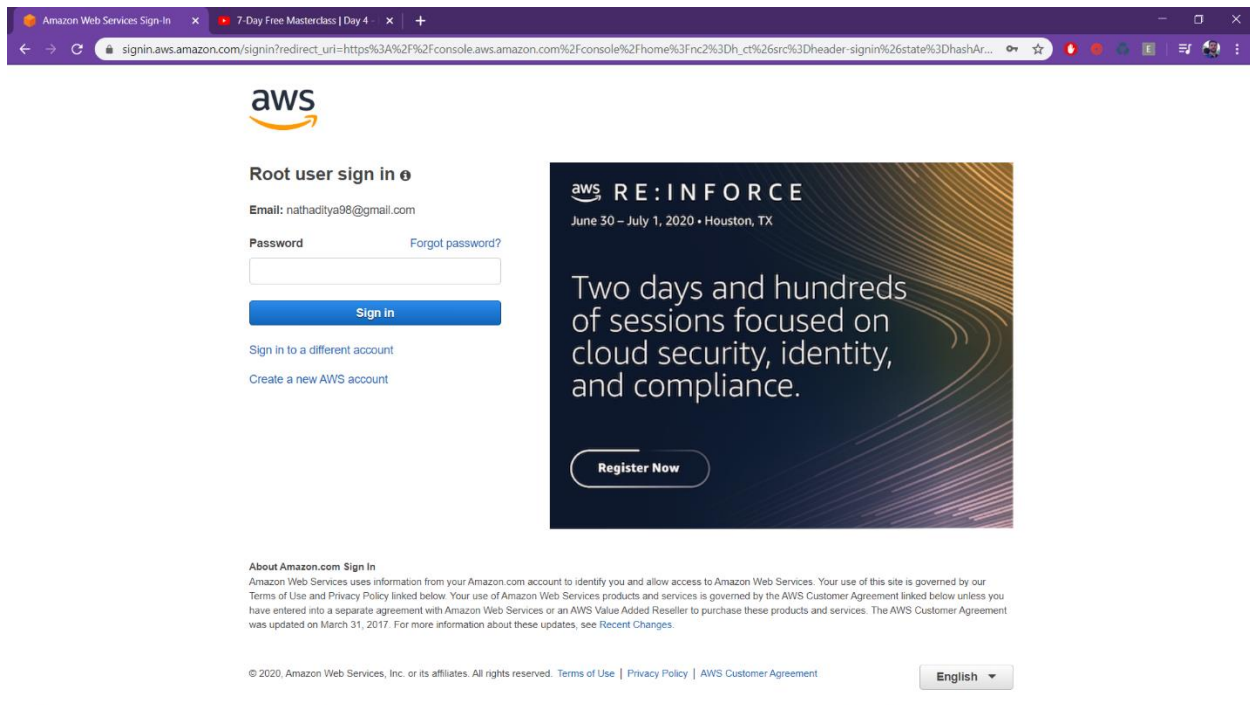 Amazon Web Services Sign-In
7-Day Free Masterclass | Day 4 -
signin.aws.amazon.com/signin?redirect_uri=https%3A%2F%2Fconsole.aws.amazon.com%2Fconsole%2Fhome%3Fnc2%3Dh_ct%26src%3Dheader-signin%26state%3DhashAr...
aws
Root user sign in
Email: nathaditya98@gmail.com
Password
Forgot password?
Sign in
Sign in to a different account
Create a new AWS account
aws RE:INFORCE
June 30 – July 1, 2020 • Houston, TX
Two days and hundreds
of sessions focused on
cloud security, identity,
and compliance.
Register Now
About Amazon.com Sign In
Amazon Web Services uses information from your Amazon.com account to identify you and allow access to Amazon Web Services. Your use of this site is governed by our
Terms of Use and Privacy Policy linked below. Your use of Amazon Web Services products and services is governed by the AWS Customer Agreement linked below unless you
have entered into a separate agreement with Amazon Web Services or an AWS Value Added Reseller to purchase these products and services. The AWS Customer Agreement
was updated on March 31, 2017. For more information about these updates, see Recent Changes.
© 2020, Amazon Web Services, Inc. or its affiliates. All rights reserved. Terms of Use | Privacy Policy | AWS Customer Agreement
English